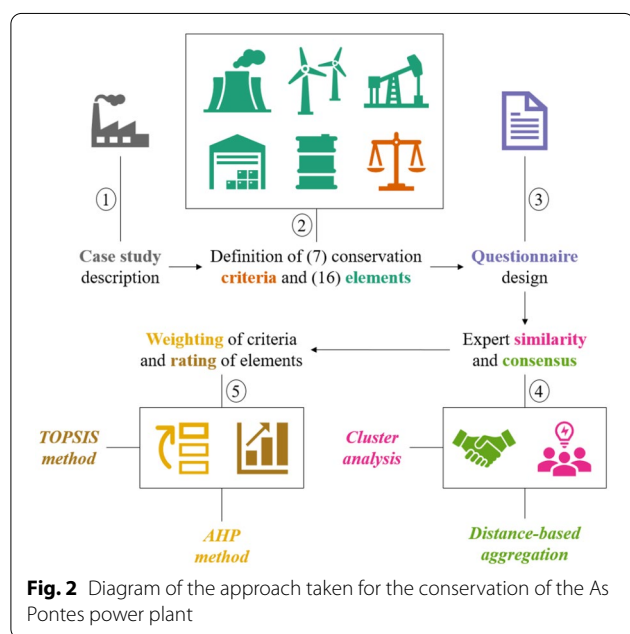 ①
②
③
Case study
description
Definition of (7) conservation
criteria and (16) elements
Questionnaire
design
Weighting of criteria
and rating of elements
Expert similarity
and consensus
⑤
④
TOPSIS
method
Cluster
analysis
AHP
method
Distance-based
aggregation
Fig. 2 Diagram of the approach taken for the conservation of the As
Pontes power plant